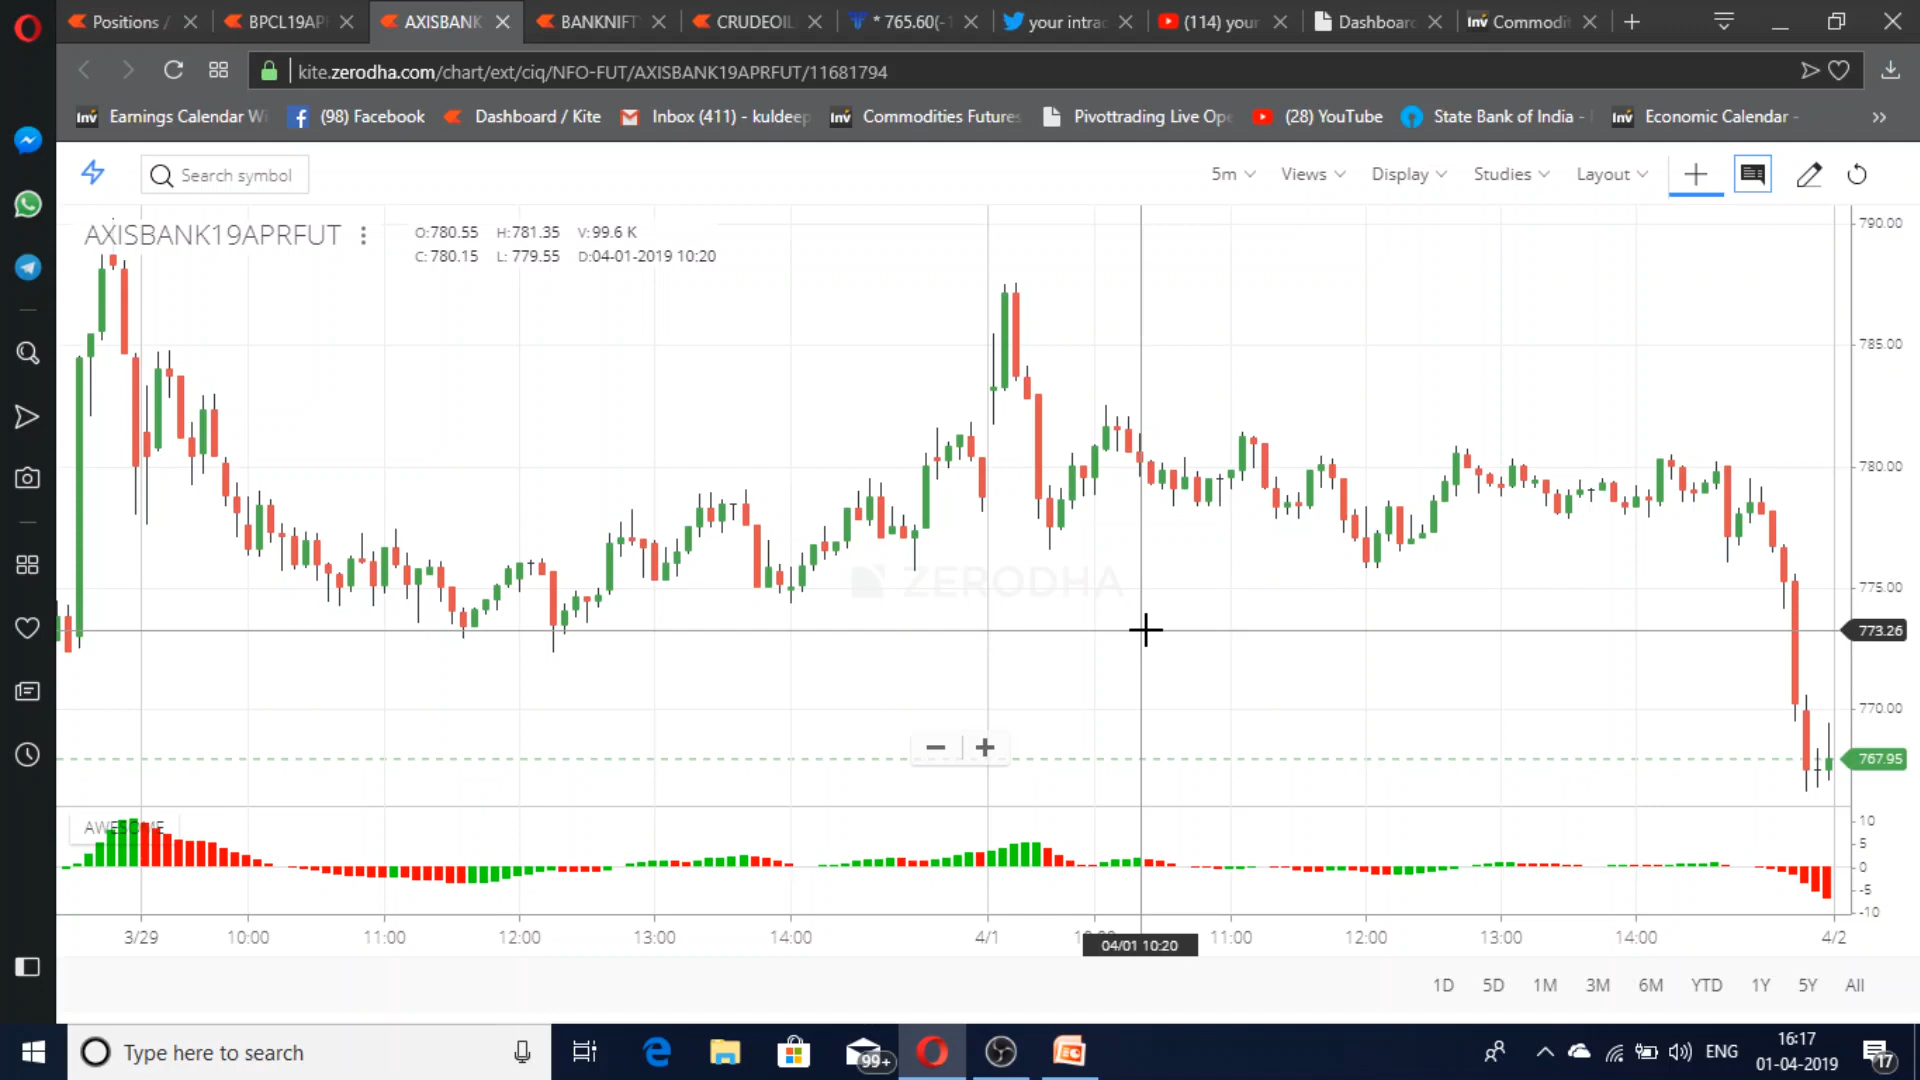 Positions /
BPCL19APR
AXISBANK
BANKNIFT
CRUDEOIL
* 765.60(-1
your intrac
(114) your
Dashboard
Commodit
kite.zerodha.com/chart/ext/ciq/NFO-FUT/AXISBANK19APRFUT/11681794
Earnings Calendar Wi
(98) Facebook
Dashboard / Kite
Inbox (411) - kuldeep
Commodities Futures
Pivottrading Live Ope
(28) YouTube
State Bank of India -
Economic Calendar -
Search symbol
5m
Views
Display
Studies
Layout
AXISBANK19APRFUT
O:780.55 H:781.35 V:99.6 K
C:780.15 L: 779.55 D:04-01-2019 10:20
790.00
785.00
780.00
775.00
773.26
770.00
767.95
ZERODHA
AWESOME
10
5
0
-5
-10
3/29 10:00 11:00 12:00 13:00 14:00 4/1 11:00 12:00 13:00 14:00 4/2
04/01 10:20
1D 5D 1M 3M 6M YTD 1Y 5Y All
Type here to search
99+
ENG
16:17
01-04-2019
17